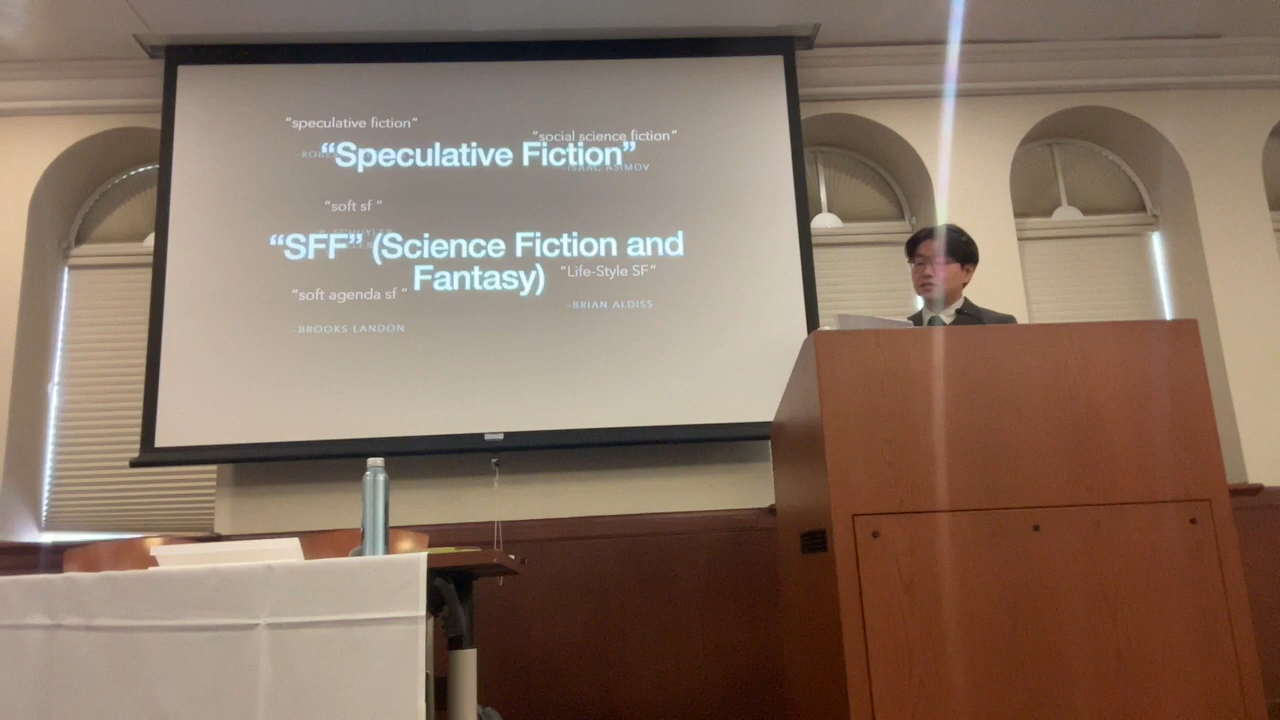 “speculative fiction”
“social science fiction”
“Speculative Fiction”
–ISAAC ASIMOV
“soft sf ”
“SFF” (Science Fiction and
Fantasy)
“Life-Style SF”
“soft agenda sf ”
–BRIAN ALDISS
–BROOKS LANDON